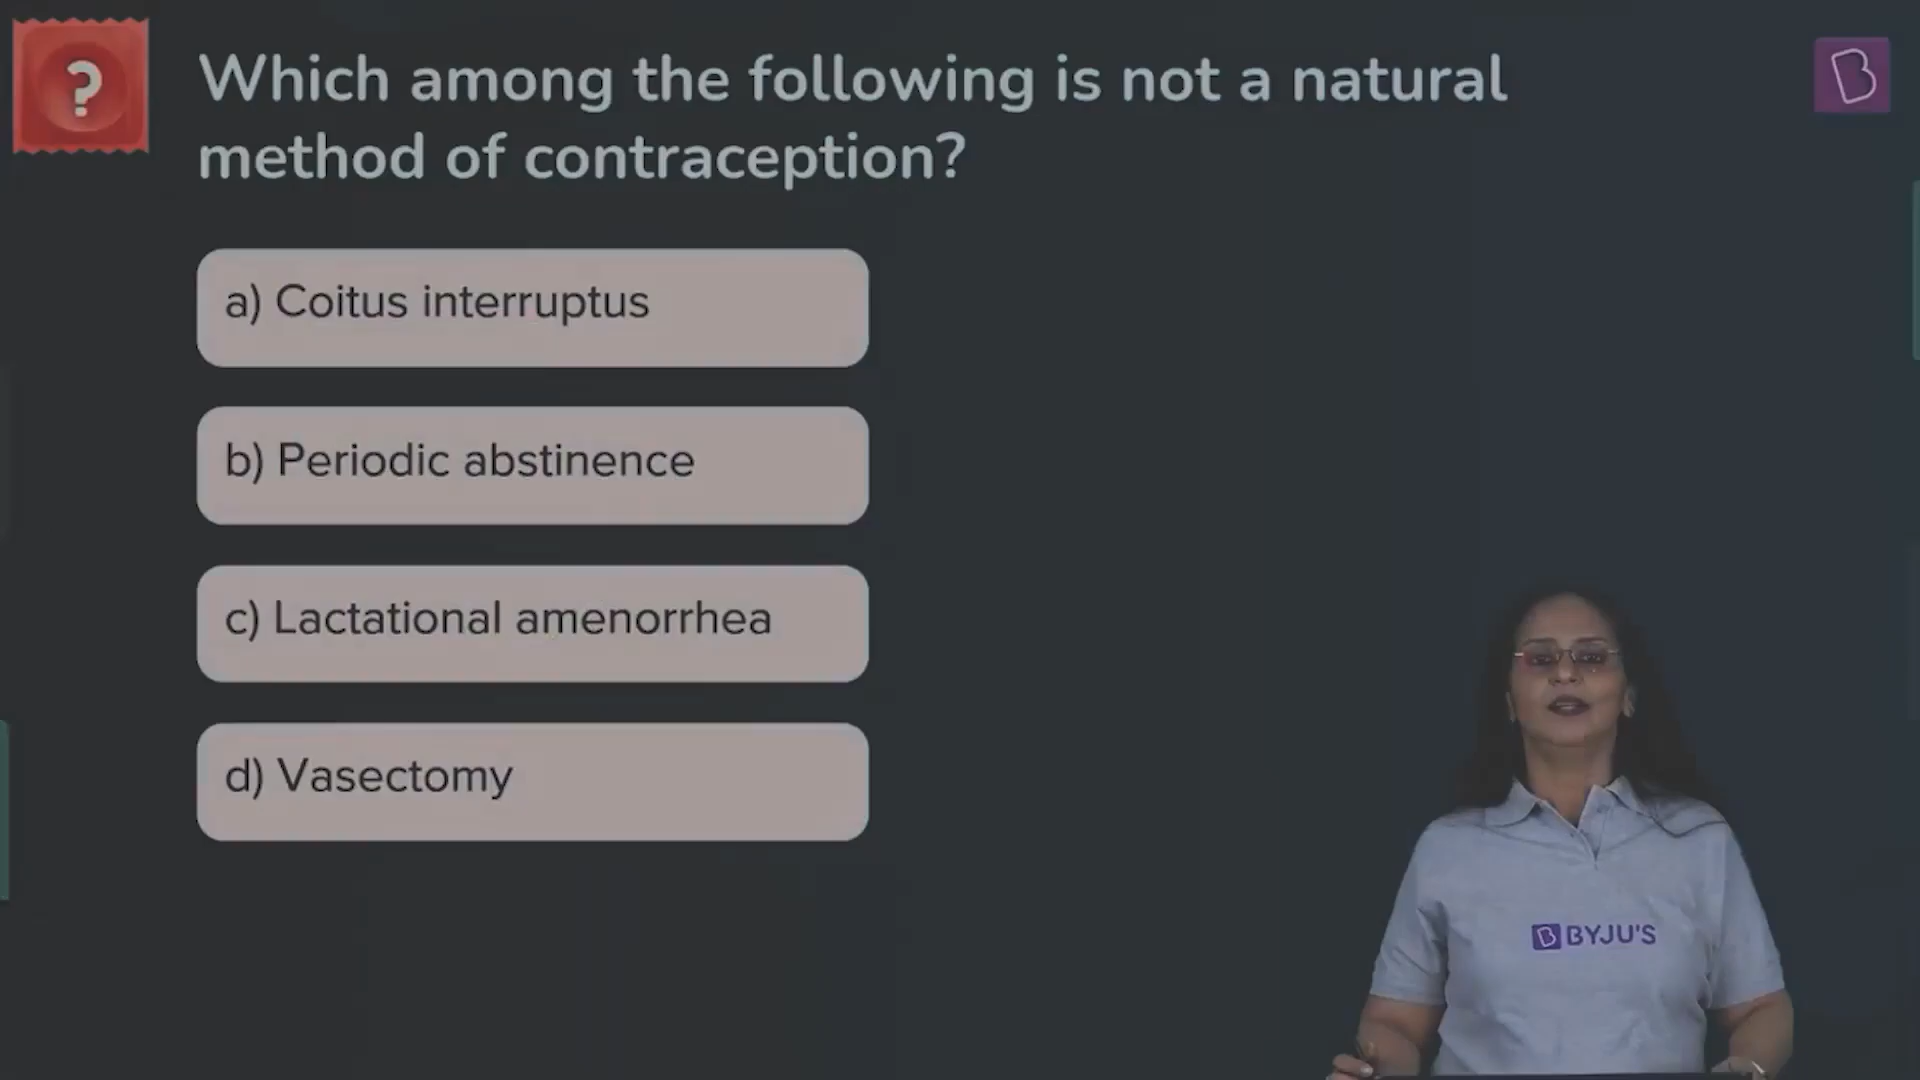 ?
Which among the following is not a natural
method of contraception?
B
a) Coitus interruptus
b) Periodic abstinence
c) Lactational amenorrhea
d) Vasectomy
B BYJU'S